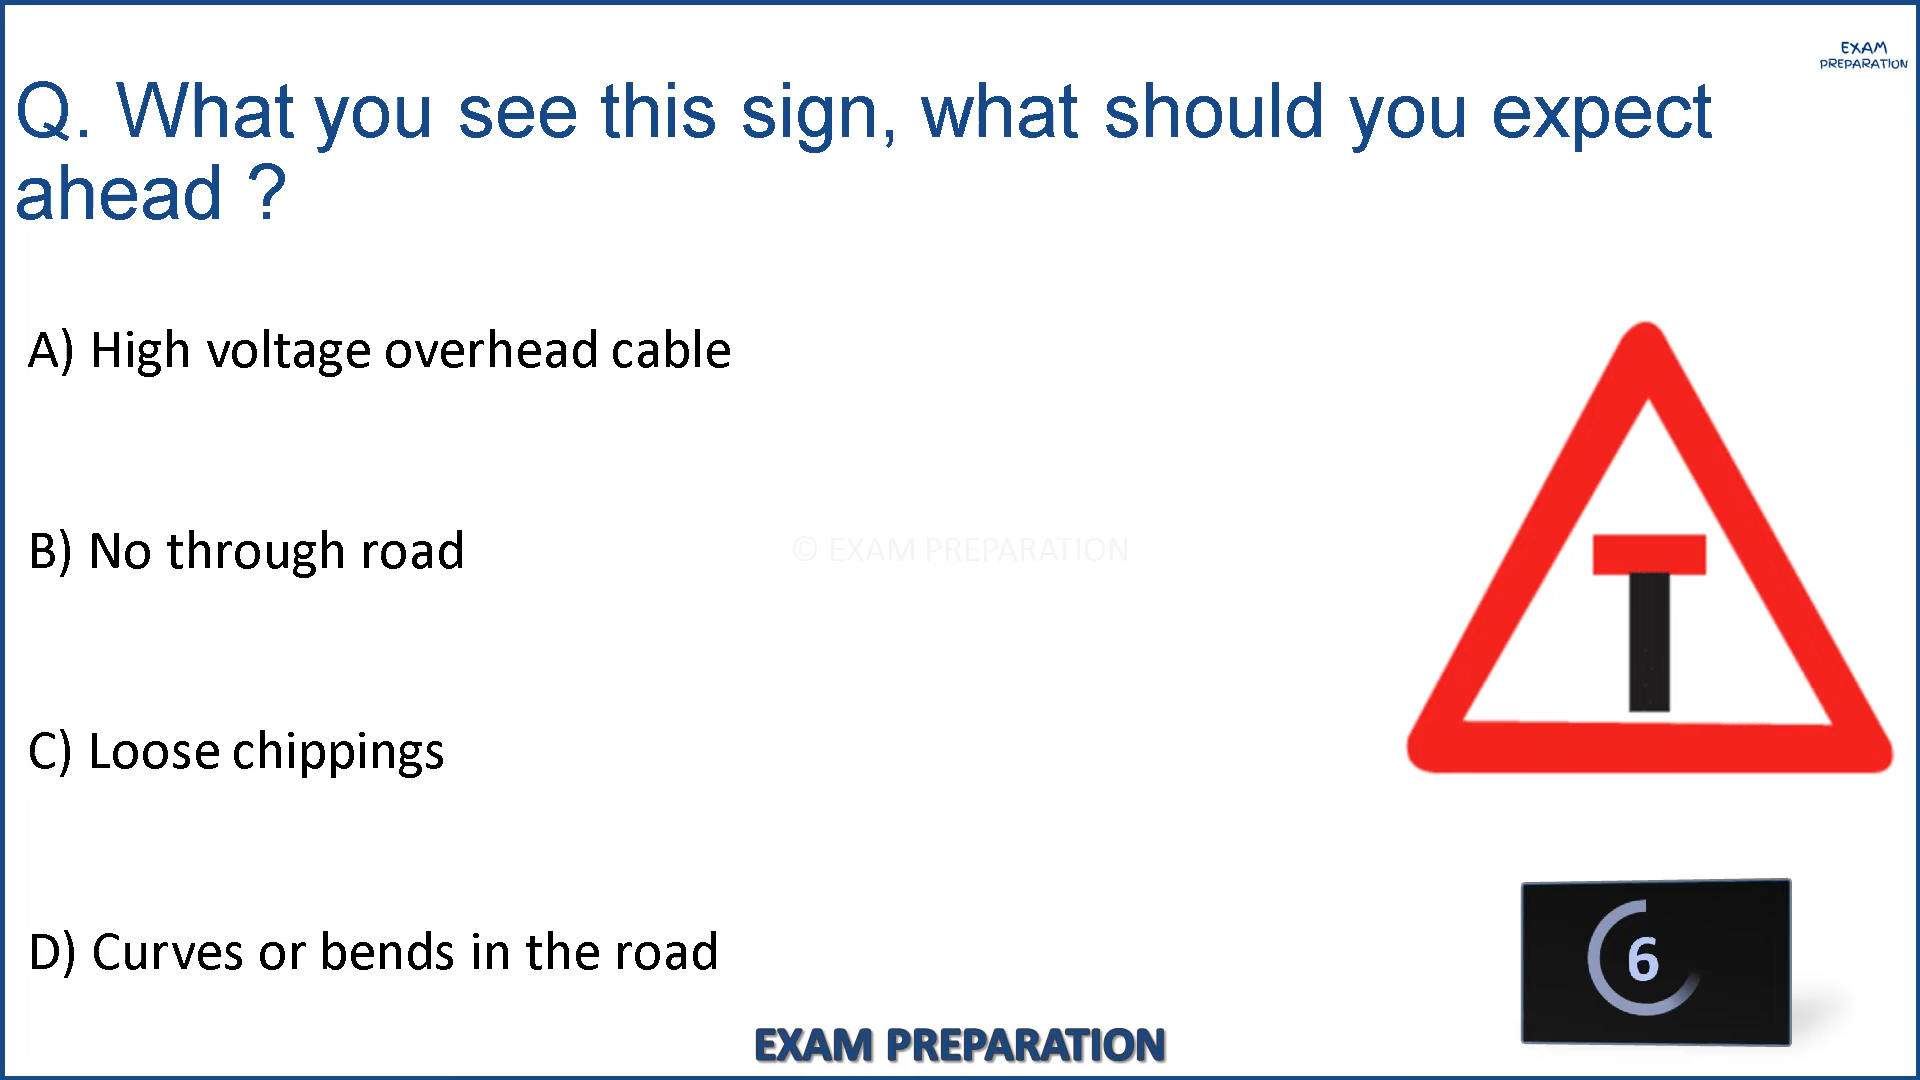 EXAM
PREPARATION
Q. What you see this sign, what should you expect
ahead ?
A) High voltage overhead cable
B) No through road
© EXAM PREPARATION
C) Loose chippings
D) Curves or bends in the road
6
EXAM PREPARATION